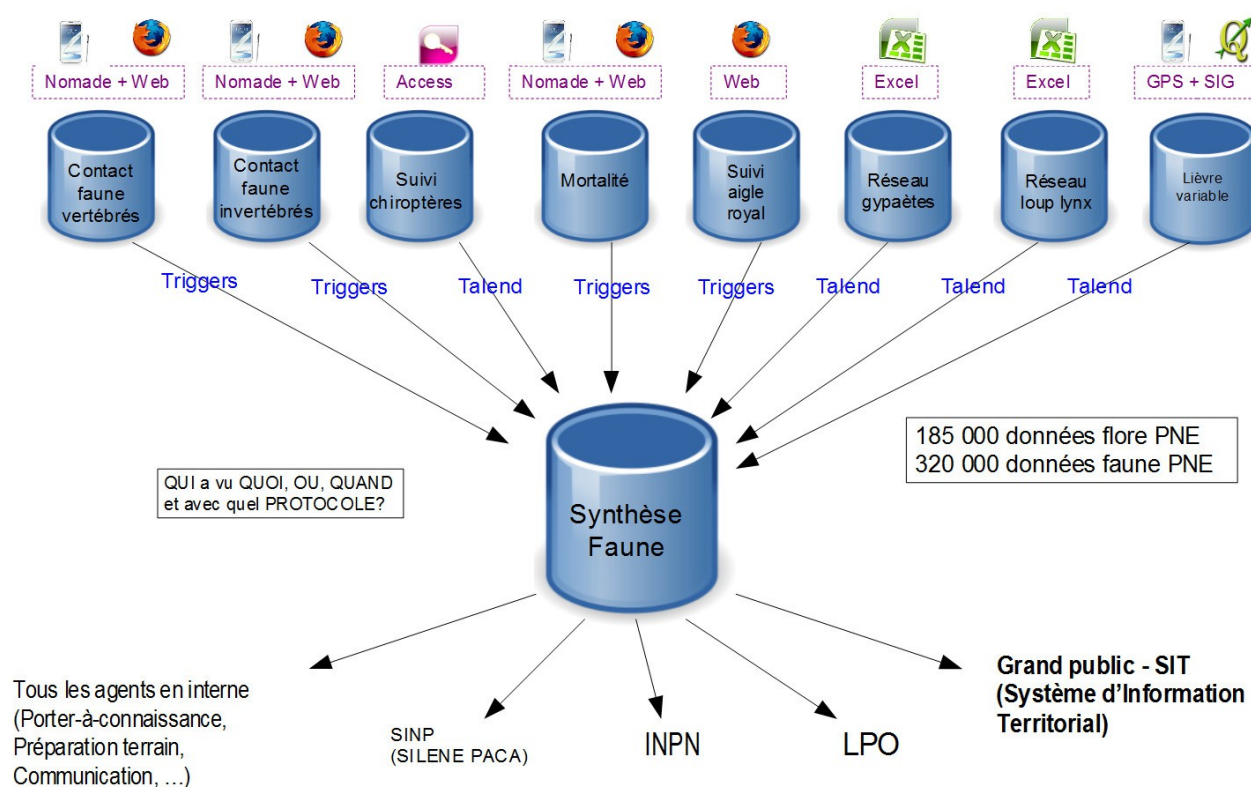 Nomade + Web
Nomade + Web
Access
Nomade + Web
Web
Excel
Excel
GPS + SIG
Contact
faune
vertébrés
Contact
faune
invertébrés
Suivi
chiroptères
Mortalité
Suivi
aigle
royal
Réseau
gypaètes
Réseau
loup lynx
Lièvre
variable
Triggers
Triggers
Talend
Triggers
Triggers
Talend
Talend
Talend
185 000 données flore PNE
320 000 données faune PNE
QUI a vu QUOI, OU, QUAND
et avec quel PROTOCOLE?
Synthèse
Faune
Tous les agents en interne
(Porter-à-connaissance,
Préparation terrain,
Communication, ...)
SINP
(SILENE PACA)
INPN
LPO
Grand public - SIT
(Système d'Information
Territorial)